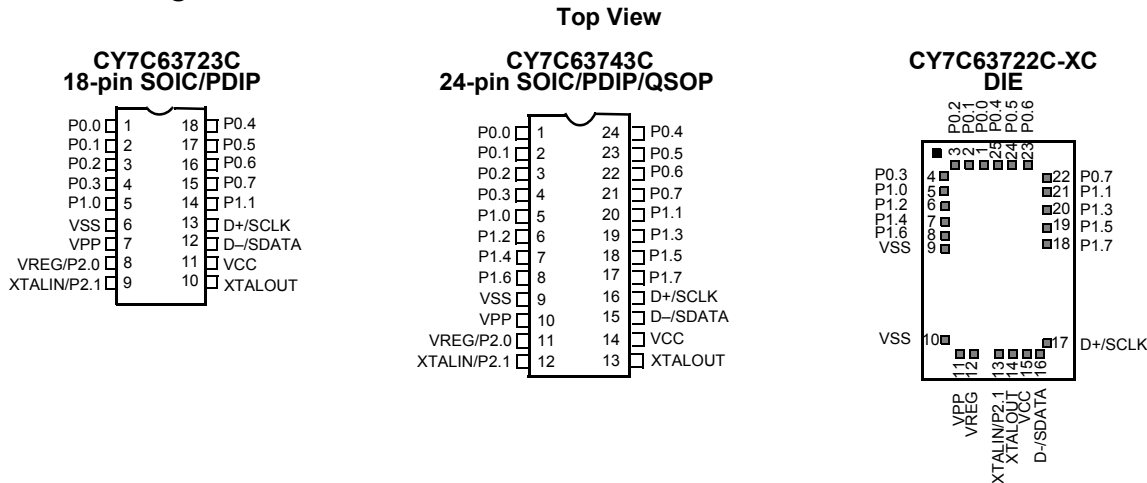 Top View
CY7C63723C
18-pin SOIC/PDIP
P0.0 1 18 P0.4
P0.1 2 17 P0.5
P0.2 3 16 P0.6
P0.3 4 15 P0.7
P1.0 5 14 P1.1
VSS 6 13 D+/SCLK
VPP 7 12 D–/SDATA
VREG/P2.0 8 11 VCC
XTALIN/P2.1 9 10 XTALOUT
CY7C63743C
24-pin SOIC/PDIP/QSOP
P0.0 1 24 P0.4
P0.1 2 23 P0.5
P0.2 3 22 P0.6
P0.3 4 21 P0.7
P1.0 5 20 P1.1
P1.2 6 19 P1.3
P1.4 7 18 P1.5
P1.6 8 17 P1.7
VSS 9 16 D+/SCLK
VPP 10 15 D–/SDATA
VREG/P2.0 11 14 VCC
XTALIN/P2.1 12 13 XTALOUT
CY7C63722C-XC
DIE
P0.2 P0.1 P0.0 P0.4 P0.5 P0.6
3 2 1 25 24 23
P0.3 4 22 P0.7
P1.0 5 21 P1.1
P1.2 6 20 P1.3
P1.4 7 19 P1.5
P1.6 8 18 P1.7
VSS 9
VSS 10 17 D+/SCLK
11 12 13 14 15 16
VPP VREG XTALIN/P2.1 XTALOUT VCC D-/SDATA